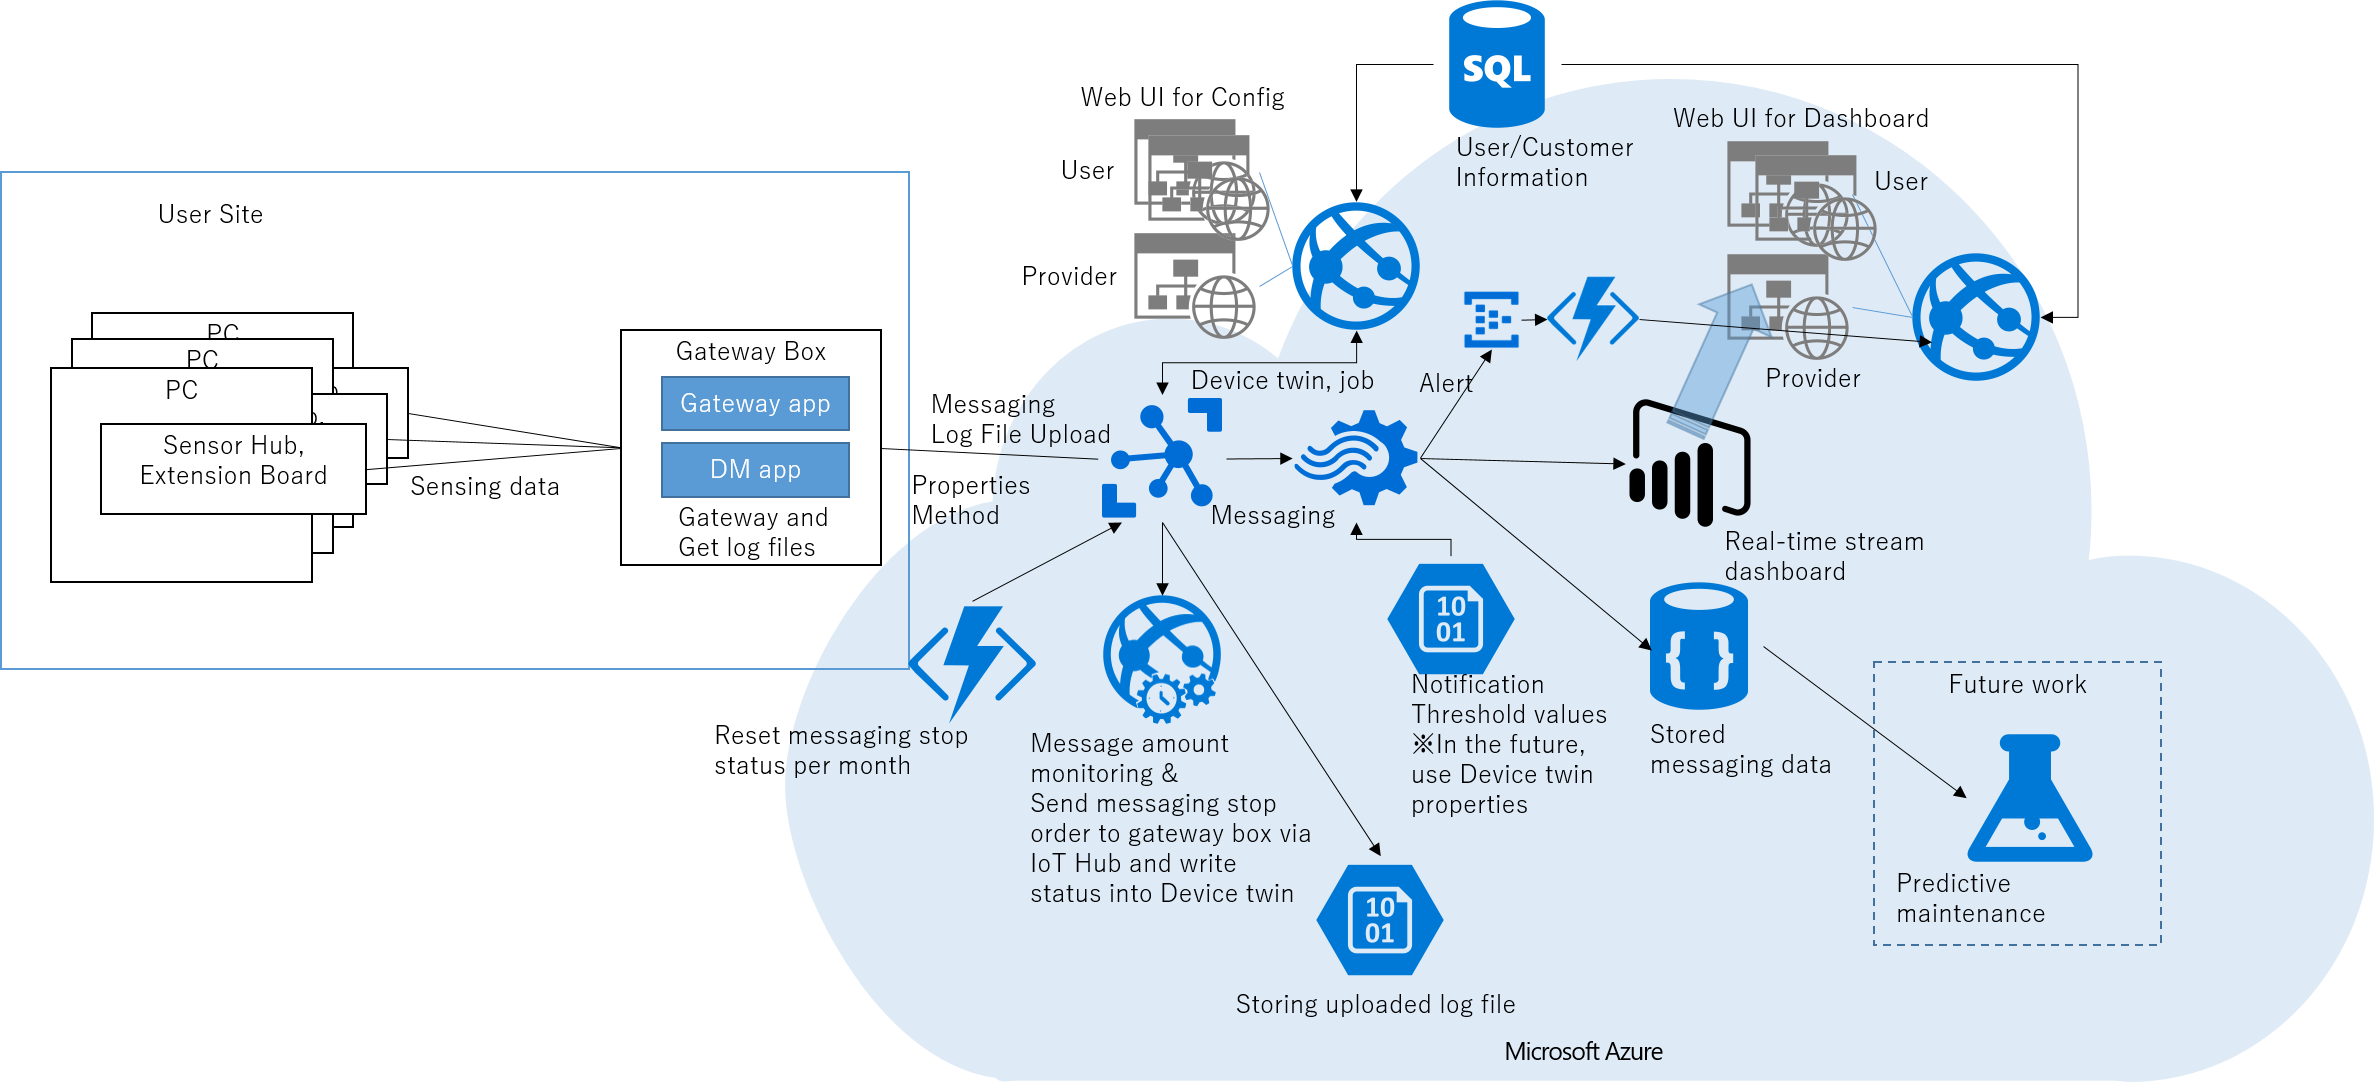 User Site
PC
PC
PC
Sensor Hub,
Extension Board
Sensing data
Gateway Box
Gateway app
DM app
Gateway and
Get log files
Messaging
Log File Upload
Properties
Method
Web UI for Config
User
Provider
SQL
User/Customer
Information
Web UI for Dashboard
User
Provider
Device twin, job
Alert
Messaging
Real-time stream
dashboard
Reset messaging stop
status per month
Message amount
monitoring &
Send messaging stop
order to gateway box via
IoT Hub and write
status into Device twin
10
01
Notification
Threshold values
※In the future,
use Device twin
properties
{ }
Stored
messaging data
Future work
Predictive
maintenance
10
01
Storing uploaded log file
Microsoft Azure